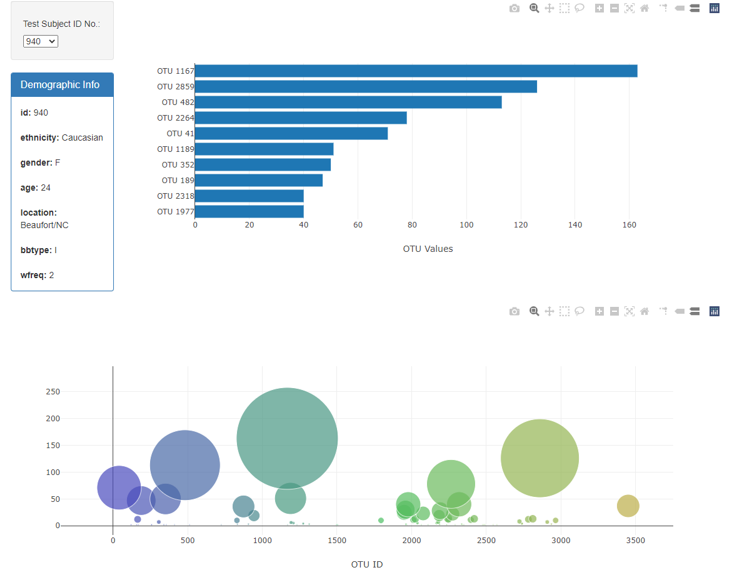 Test Subject ID No.:
940
Demographic Info
id: 940
ethnicity: Caucasian
gender: F
age: 24
location:
Beaufort/NC
bbtype: I
wfreq: 2
OTU 1167
OTU 2859
OTU 482
OTU 2264
OTU 41
OTU 1189
OTU 352
OTU 189
OTU 2318
OTU 1977
0 20 40 60 80 100 120 140 160
OTU Values
250
200
150
100
50
0
0 500 1000 1500 2000 2500 3000 3500
OTU ID